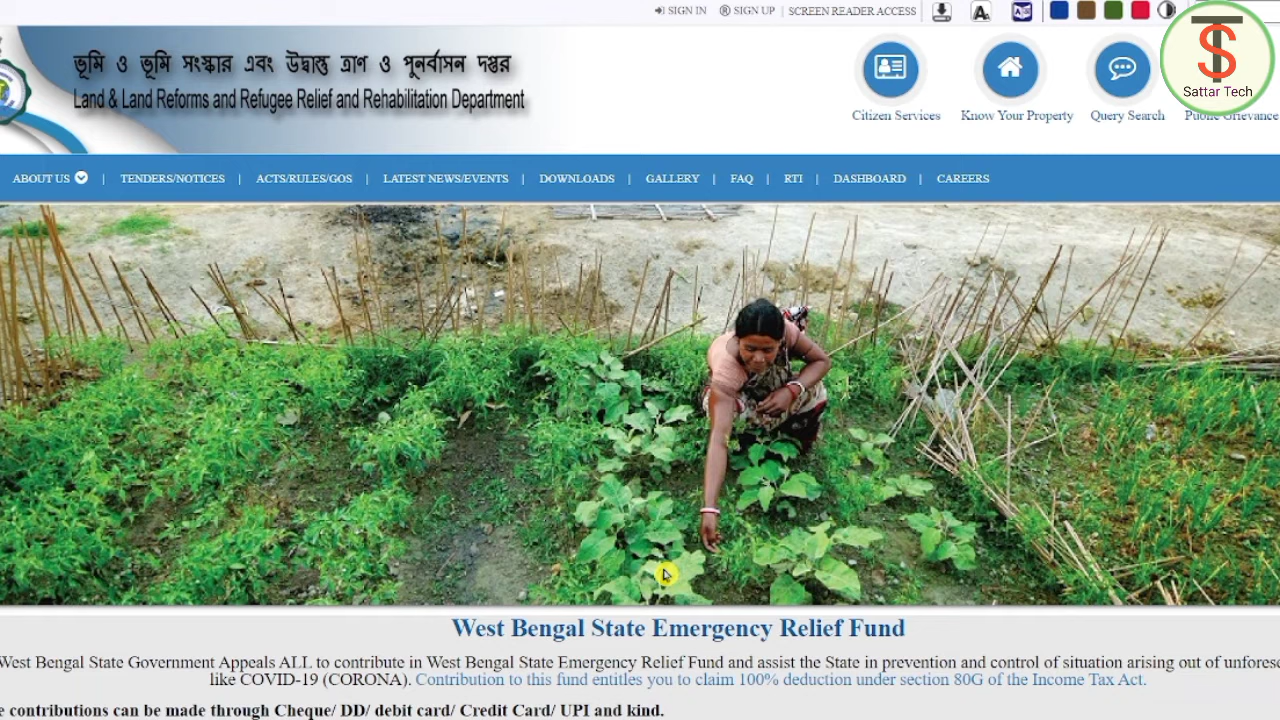 SIGN IN SIGN UP | SCREEN READER ACCESS A
ভূমি ও ভূমি সংস্কার এবং উদ্বাস্তু ত্রাণ ও পুনর্বাসন দপ্তর
Land & Land Reforms and Refugee Relief and Rehabilitation Department
Citizen Services Know Your Property Query Search Public Grievance
S
Sattar Tech
ABOUT US | TENDERS/NOTICES | ACTS/RULES/GOS | LATEST NEWS/EVENTS | DOWNLOADS | GALLERY | FAQ | RTI | DASHBOARD | CAREERS
West Bengal State Emergency Relief Fund
West Bengal State Government Appeals ALL to contribute in West Bengal State Emergency Relief Fund and assist the State in prevention and control of situation arising out of unforese
like COVID-19 (CORONA). Contribution to this fund entitles you to claim 100% deduction under section 80G of the Income Tax Act.
e contributions can be made through Cheque/ DD/ debit card/ Credit Card/ UPI and kind.